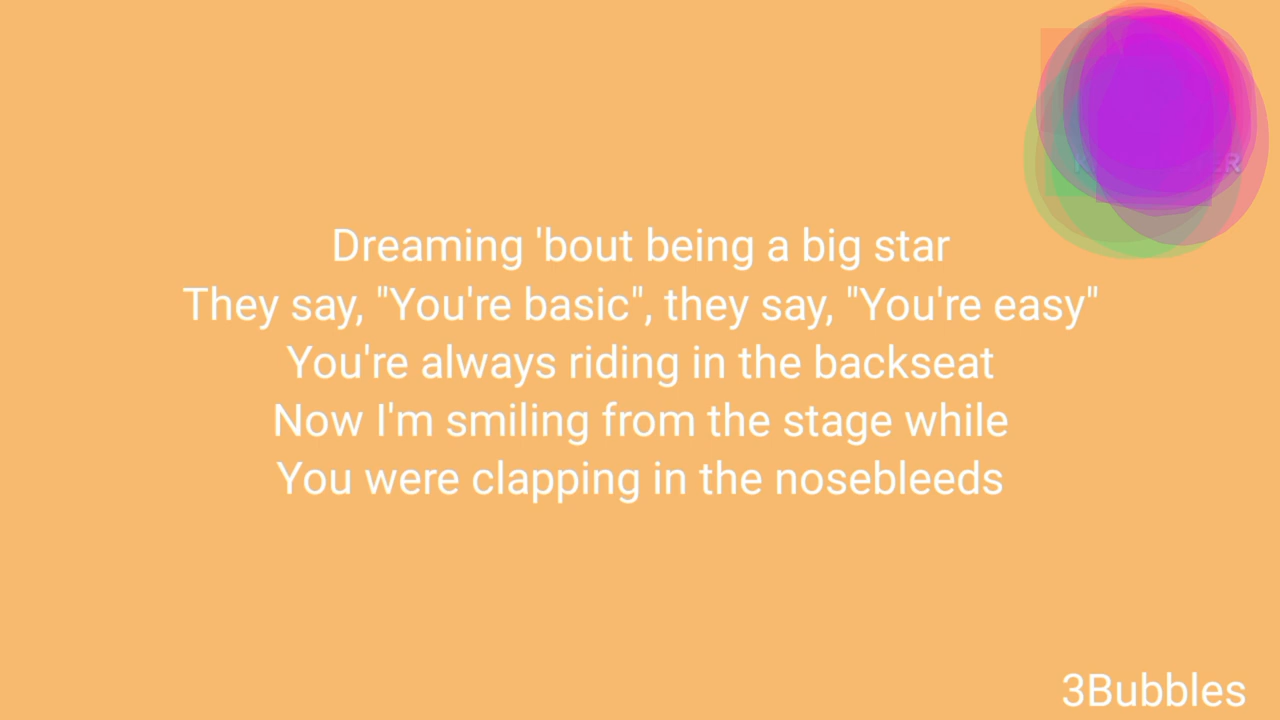 Dreaming 'bout being a big star
They say, "You're basic", they say, "You're easy"
You're always riding in the backseat
Now I'm smiling from the stage while
You were clapping in the nosebleeds
3Bubbles